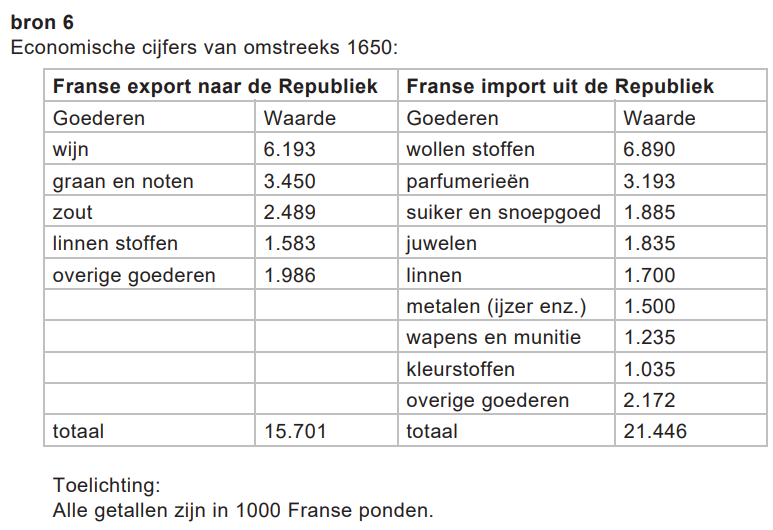 bron 6
Economische cijfers van omstreeks 1650:
Franse export naar de Republiek Franse import uit de Republiek
Goederen Waarde Goederen Waarde
wijn 6.193 wollen stoffen 6.890
graan en noten 3.450 parfumerieën 3.193
zout 2.489 suiker en snoepgoed 1.885
linnen stoffen 1.583 juwelen 1.835
overige goederen 1.986 linnen 1.700
metalen (ijzer enz.) 1.500
wapens en munitie 1.235
kleurstoffen 1.035
overige goederen 2.172
totaal 15.701 totaal 21.446
Toelichting:
Alle getallen zijn in 1000 Franse ponden.